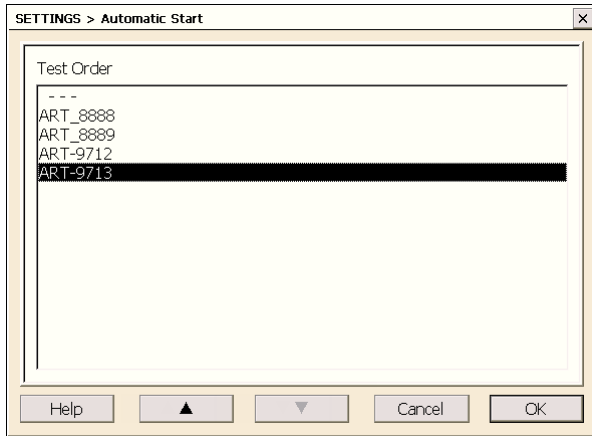 SETTINGS > Automatic Start
Test Order
---
ART_8888
ART_8889
ART-9712
ART-9713
Help
Cancel
OK